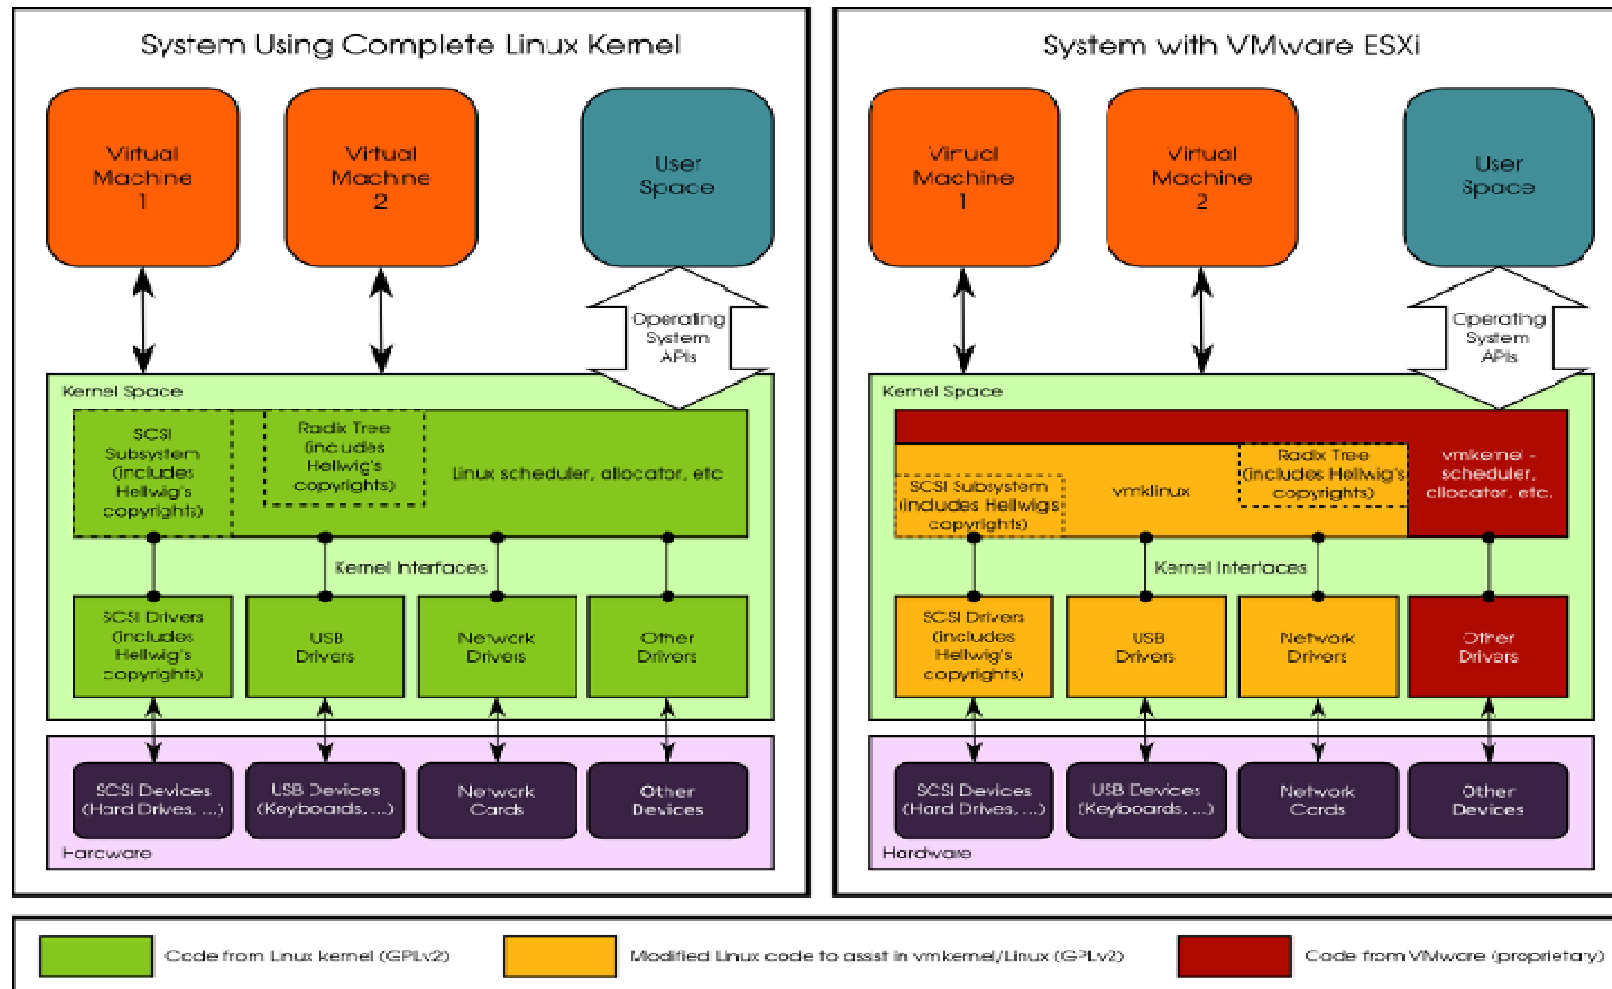 System Using Complete Linux Kernel
Virtual
Machine
1
Virtual
Machine
2
User
Space
Operating
System
APIs
Kernel Space
SCSI
Subsystem
(includes
Hellwig's
copyrights)
Radix Tree
(includes
Hellwig's
copyrights)
Linux scheduler, allocator, etc
Kernel Interfaces
SCSI Drivers
(includes
Hellwig's
copyrights)
USB
Drivers
Network
Drivers
Other
Drivers
SCSI Devices
(Hard Drives, ...)
USB Devices
(Keyboards, ...)
Network
Cards
Other
Devices
Hardware
System with VMware ESXi
Virtual
Machine
1
Virtual
Machine
2
User
Space
Operating
System
APIs
Kernel Space
SCSI Subsystem
(includes Hellwig's
copyrights)
vmklinux
Radix Tree
(includes Hellwig's
copyrights)
vmkernel -
scheduler,
allocator, etc.
Kernel Interfaces
SCSI Drivers
(includes
Hellwig's
copyrights)
USB
Drivers
Network
Drivers
Other
Drivers
SCSI Devices
(Hard Drives, ...)
USB Devices
(Keyboards, ...)
Network
Cards
Other
Devices
Hardware
Code from Linux kernel (GPLv2)
Modified Linux code to assist in vmkernel/Linux (GPLv2)
Code from VMware (proprietary)